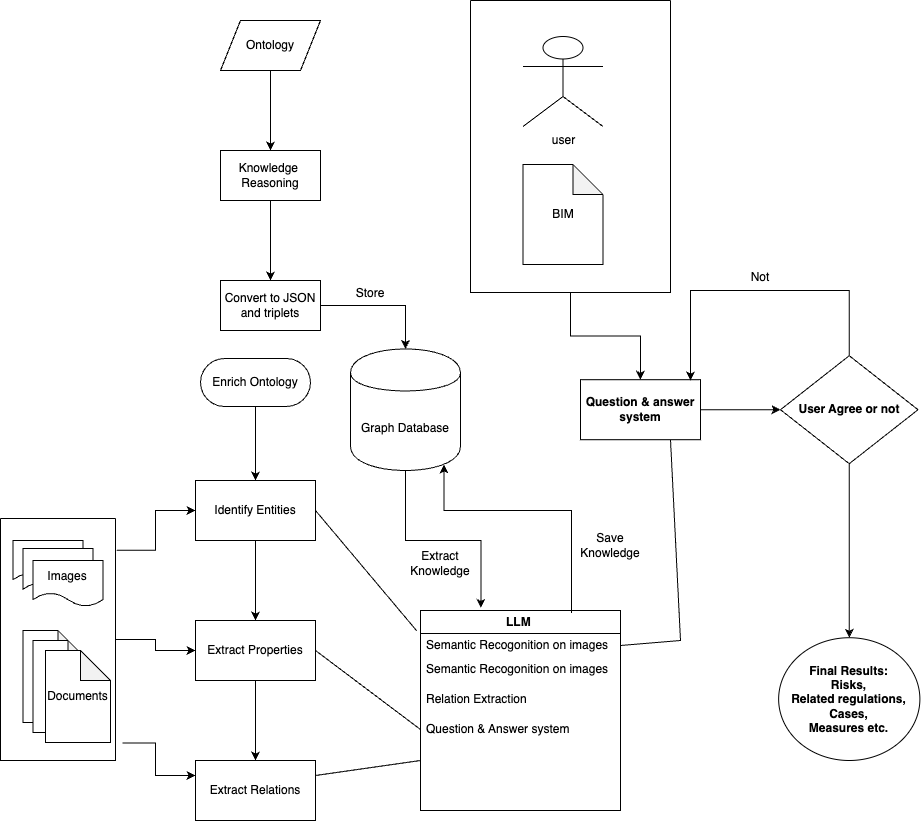 Ontology
Knowledge
Reasoning
Convert to JSON
and triplets
Store
user
BIM
Not
Enrich Ontology
Graph Database
Question & answer
system
User Agree or not
Identify Entities
Images
Extract
Knowledge
Save
Knowledge
Extract Properties
Documents
Extract Relations
LLM
Semantic Recogonition on images
Semantic Recogonition on images
Relation Extraction
Question & Answer system
Final Results:
Risks,
Related regulations,
Cases,
Measures etc.